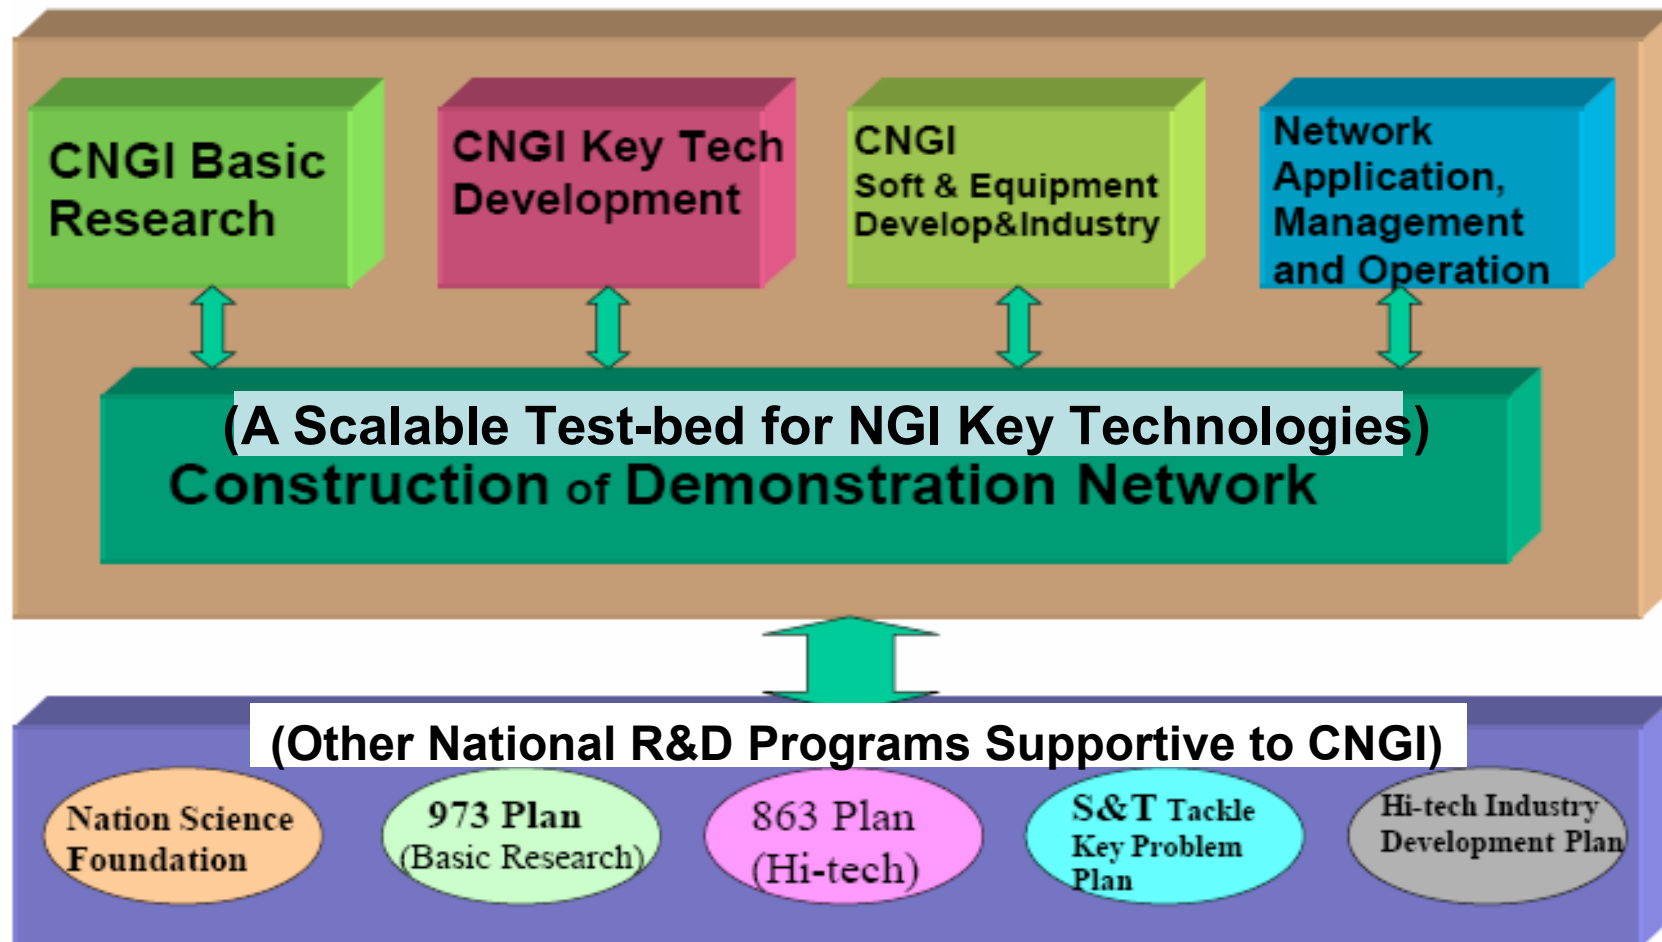 CNGI Basic
Research
CNGI Key Tech
Development
CNGI
Soft & Equipment
Develop&Industry
Network
Application,
Management
and Operation
(A Scalable Test-bed for NGI Key Technologies)
Construction of Demonstration Network
(Other National R&D Programs Supportive to CNGI)
Nation Science
Foundation
973 Plan
(Basic Research)
863 Plan
(Hi-tech)
S&T Tackle
Key Problem
Plan
Hi-tech Industry
Development Plan